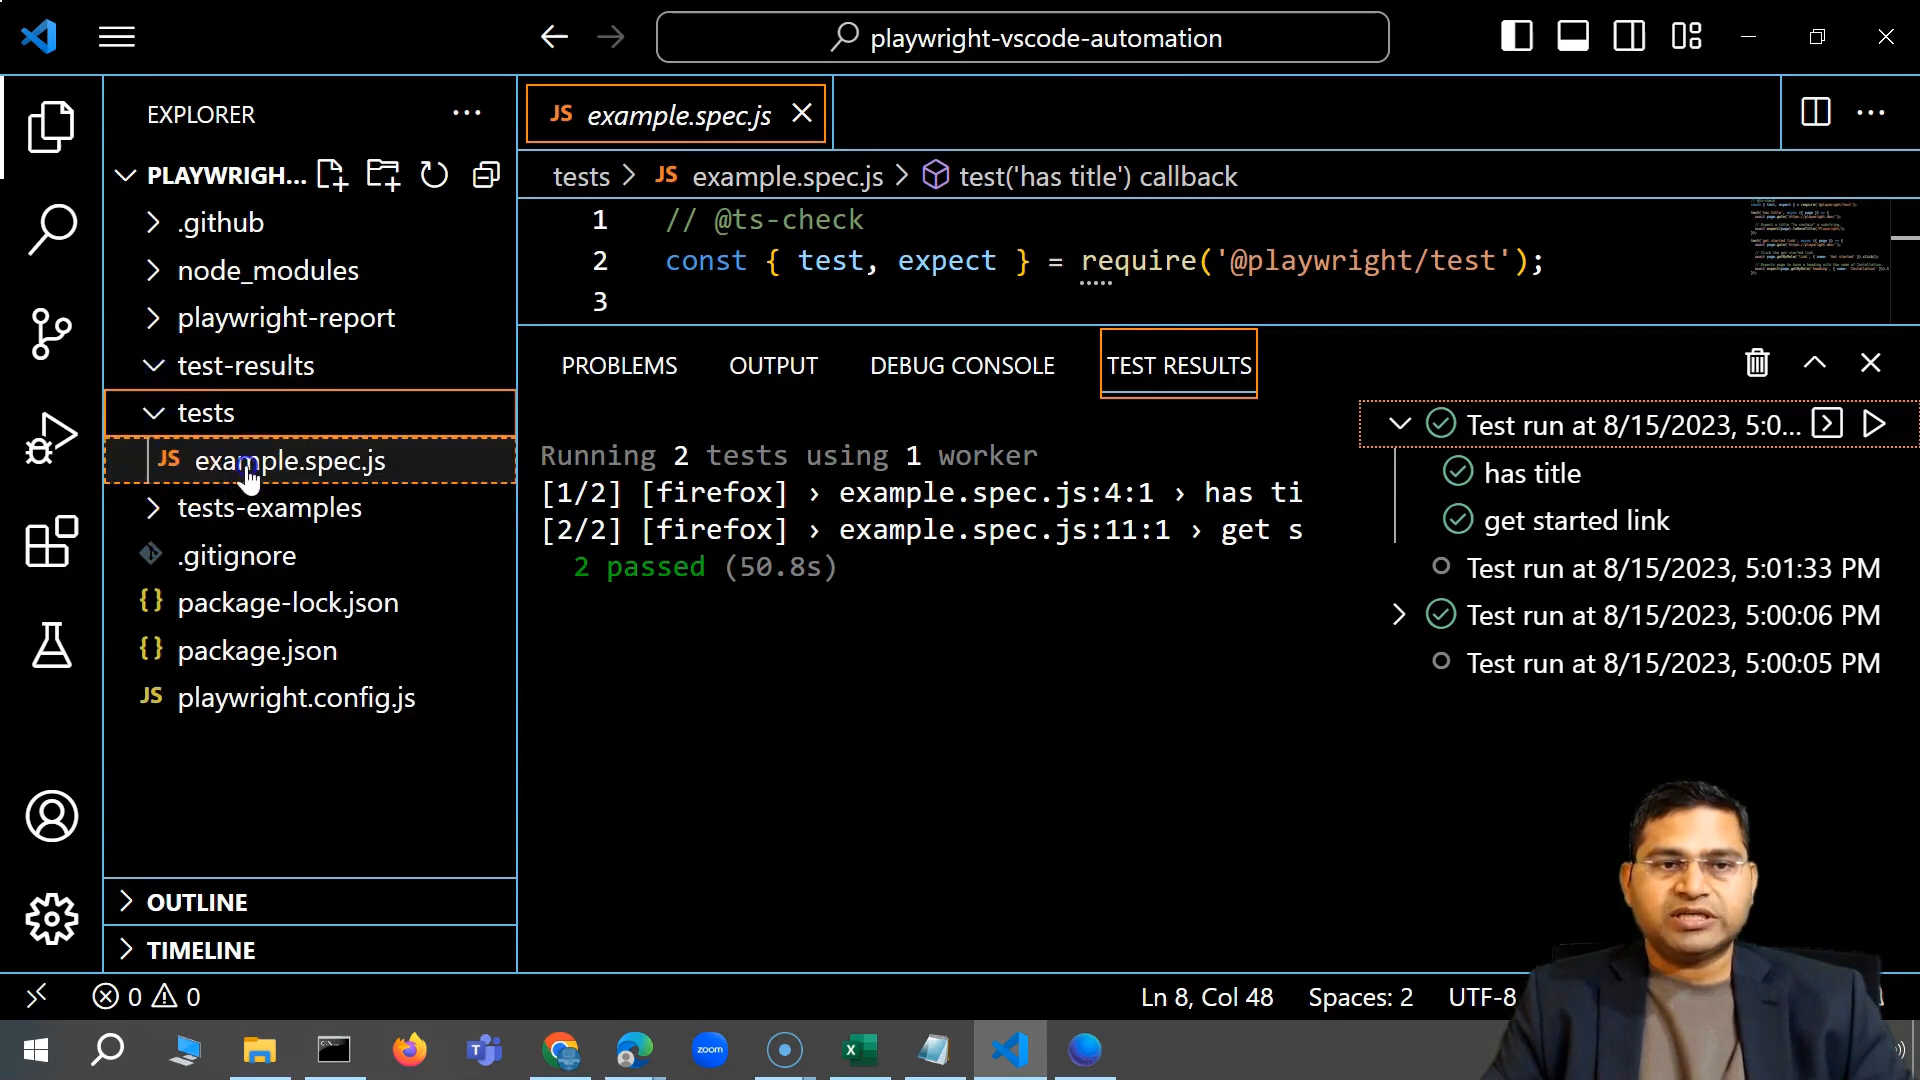 playwright-vscode-automation
EXPLORER
PLAYWRIGH...
.github
node_modules
playwright-report
test-results
tests
JS example.spec.js
tests-examples
.gitignore
{} package-lock.json
{} package.json
JS playwright.config.js
OUTLINE
TIMELINE
JS example.spec.js
tests > JS example.spec.js > test('has title') callback
1 // @ts-check
2 const { test, expect } = require('@playwright/test');
3
PROBLEMS OUTPUT DEBUG CONSOLE TEST RESULTS
Running 2 tests using 1 worker
[1/2] [firefox] › example.spec.js:4:1 › has ti
[2/2] [firefox] › example.spec.js:11:1 › get s
2 passed (50.8s)
Test run at 8/15/2023, 5:0...
has title
get started link
Test run at 8/15/2023, 5:01:33 PM
Test run at 8/15/2023, 5:00:06 PM
Test run at 8/15/2023, 5:00:05 PM
0 0
Ln 8, Col 48 Spaces: 2 UTF-8
zoom